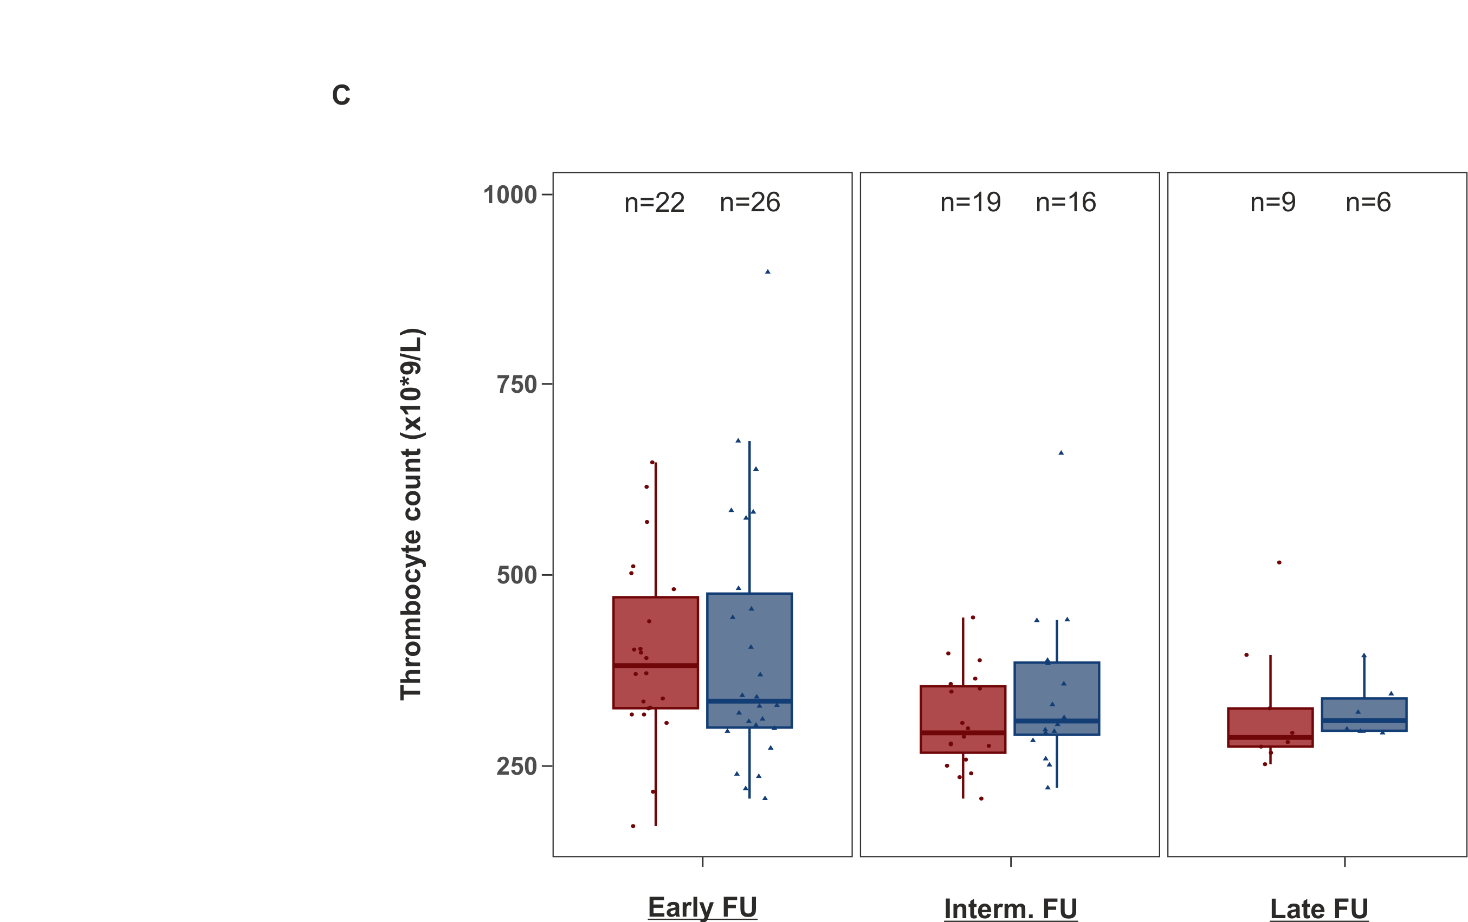 C
Thrombocyte count (x10*9/L)
1000
750
500
250
n=22 n=26
n=19 n=16
n=9 n=6
Early FU
Interm. FU
Late FU